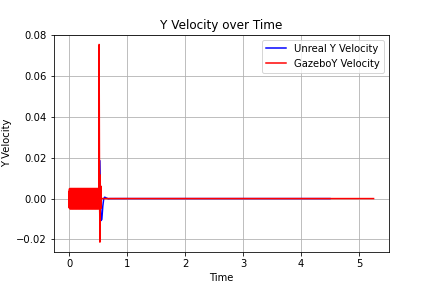 Y Velocity over Time
Unreal Y Velocity
GazeboY Velocity
Y Velocity
0.08
0.06
0.04
0.02
0.00
−0.02
0 1 2 3 4 5
Time